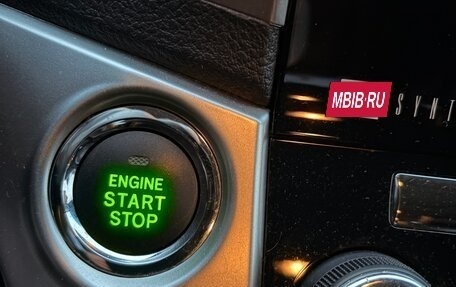 MBIB.RU
SYNT
ENGINE
START
STOP